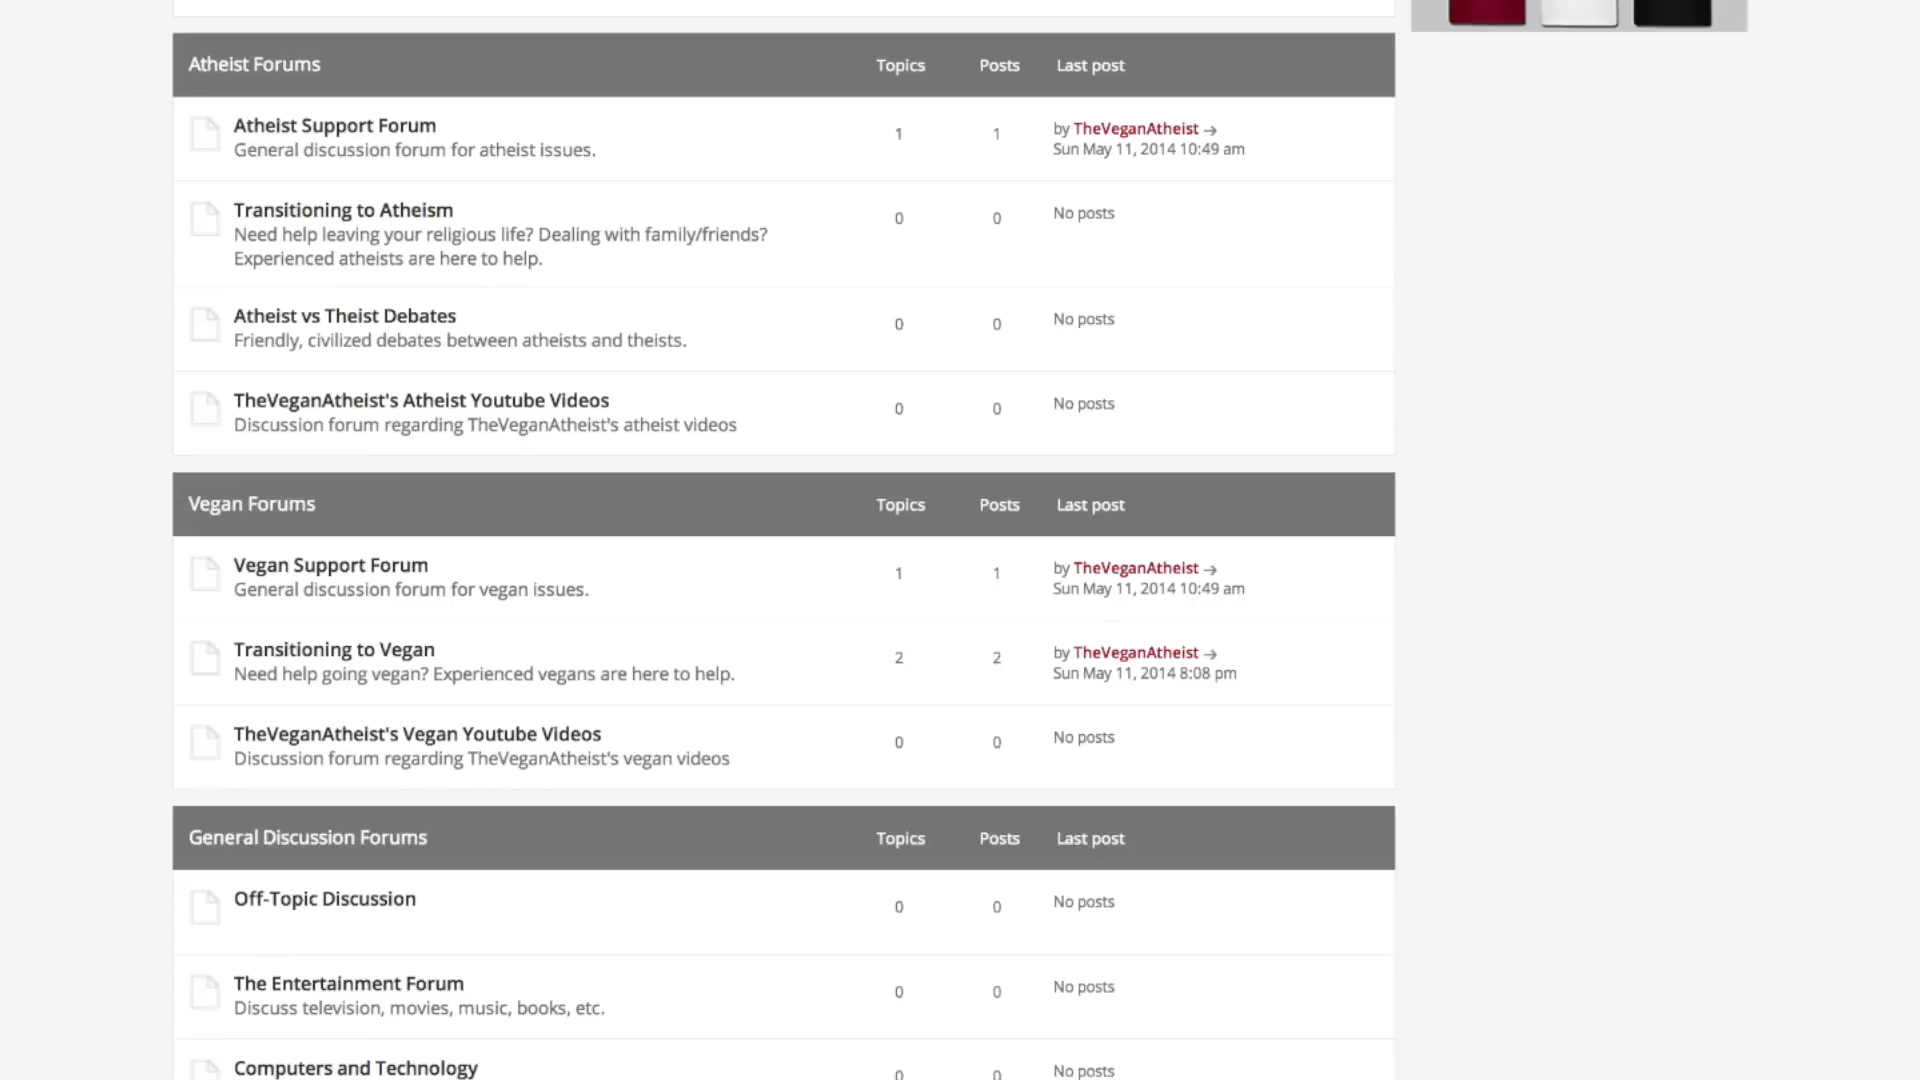 Atheist Forums Topics Posts Last post
Atheist Support Forum
General discussion forum for atheist issues.
1 1
by TheVeganAtheist
Sun May 11, 2014 10:49 am
Transitioning to Atheism
Need help leaving your religious life? Dealing with family/friends?
Experienced atheists are here to help.
0 0 No posts
Atheist vs Theist Debates
Friendly, civilized debates between atheists and theists.
0 0 No posts
TheVeganAtheist's Atheist Youtube Videos
Discussion forum regarding TheVeganAtheist's atheist videos
0 0 No posts
Vegan Forums Topics Posts Last post
Vegan Support Forum
General discussion forum for vegan issues.
1 1
by TheVeganAtheist
Sun May 11, 2014 10:49 am
Transitioning to Vegan
Need help going vegan? Experienced vegans are here to help.
2 2
by TheVeganAtheist
Sun May 11, 2014 8:08 pm
TheVeganAtheist's Vegan Youtube Videos
Discussion forum regarding TheVeganAtheist's vegan videos
0 0 No posts
General Discussion Forums Topics Posts Last post
Off-Topic Discussion
0 0 No posts
The Entertainment Forum
Discuss television, movies, music, books, etc.
0 0 No posts
Computers and Technology
0 0 No posts